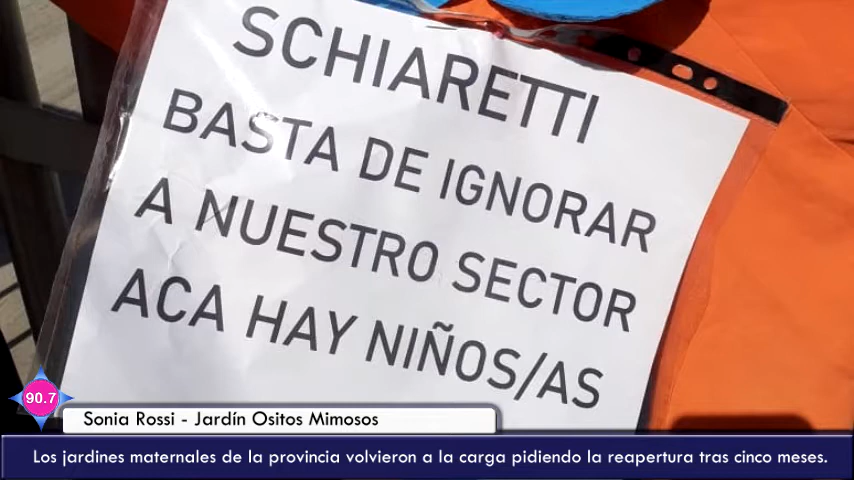 SCHIARETTI
BASTA DE IGNORAR
A NUESTRO SECTOR
ACA HAY NIÑOS/AS
90.7
Sonia Rossi - Jardín Ositos Mimosos
Los jardines maternales de la provincia volvieron a la carga pidiendo la reapertura tras cinco meses.